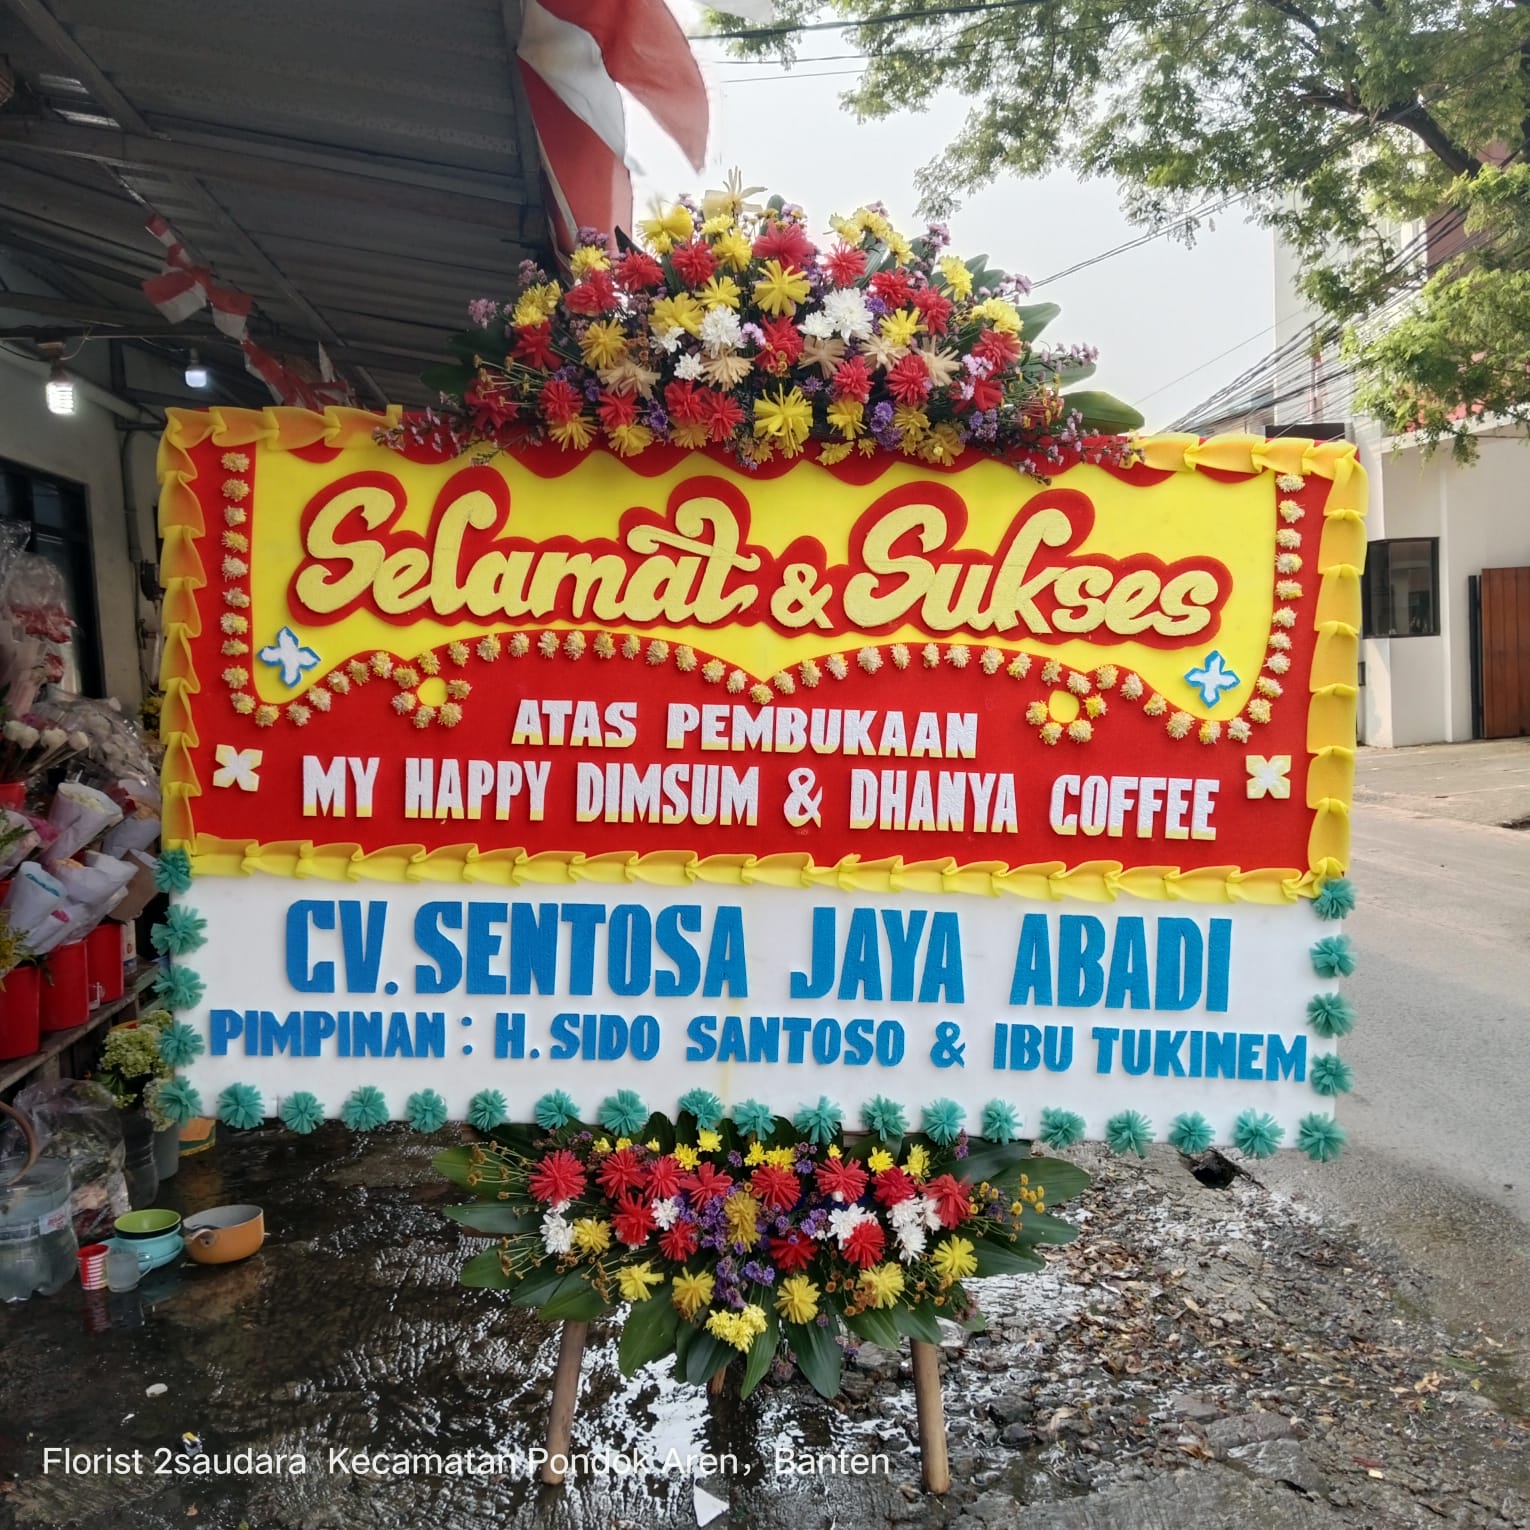 Selamat & Sukses
ATAS PEMBUKAAN
MY HAPPY DIMSUM & DHANYA COFFEE
CV. SENTOSA JAYA ABADI
PIMPINAN : H. SIDO SANTOSO & IBU TUKINEM
Florist 2saudara Kecamatan Pondok Aren, Banten